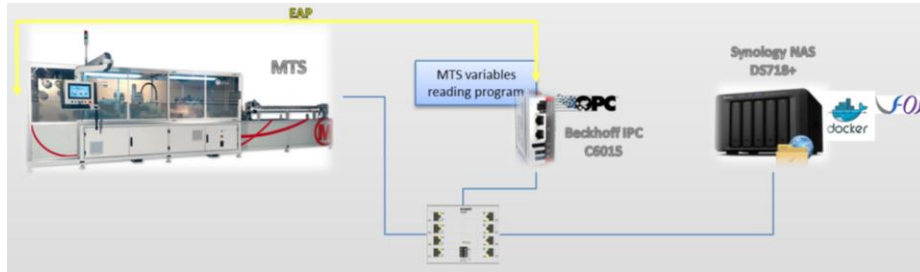 EAP
MTS
MTS variables
reading program
OPC
Beckhoff IPC
C6015
Synology NAS
DS718+
docker